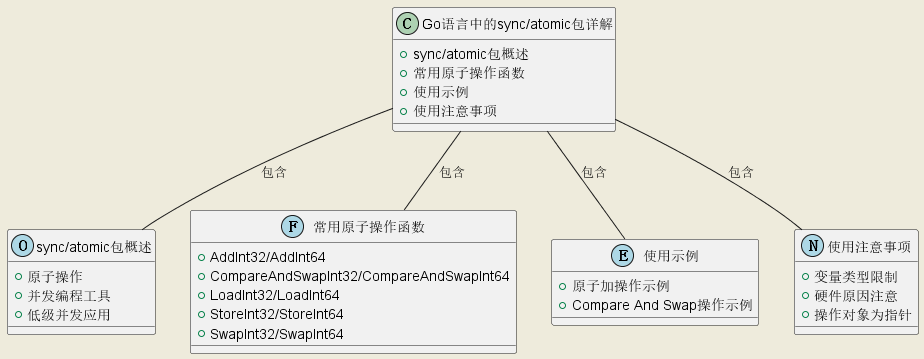 C Go语言中的sync/atomic包详解
sync/atomic包概述
常用原子操作函数
使用示例
使用注意事项
包含
包含
包含
包含
O sync/atomic包概述
原子操作
并发编程工具
低级并发应用
F 常用原子操作函数
AddInt32/AddInt64
CompareAndSwapInt32/CompareAndSwapInt64
LoadInt32/LoadInt64
StoreInt32/StoreInt64
SwapInt32/SwapInt64
E 使用示例
原子加操作示例
Compare And Swap操作示例
N 使用注意事项
变量类型限制
硬件原因注意
操作对象为指针